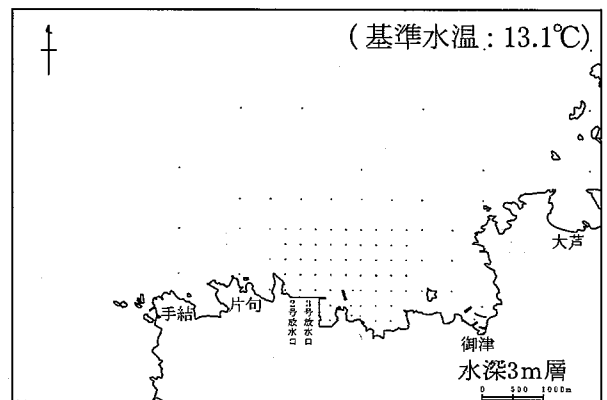 (基準水温:13.1℃)
大芦
手結
片句
2号放水口
3号放水口
御津
水深3m層
0 500 1000m